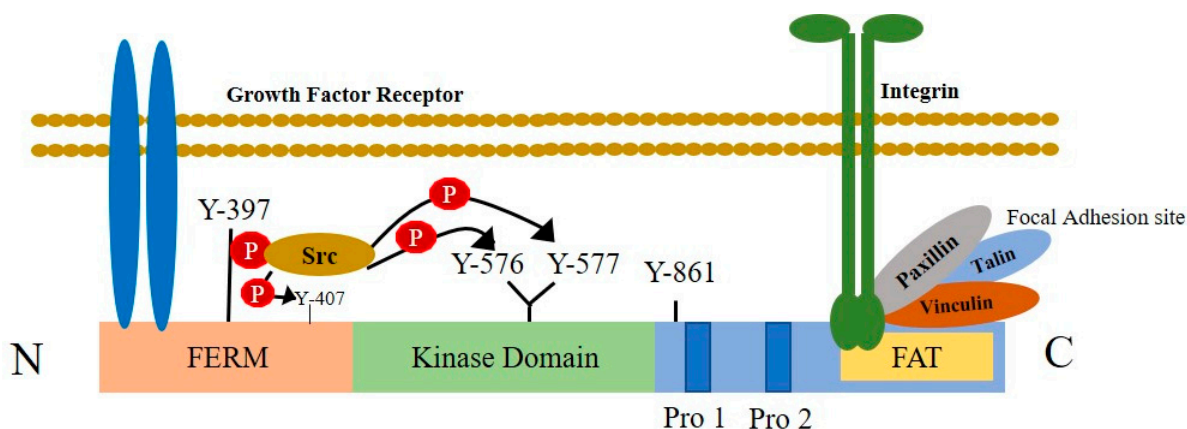 Growth Factor Receptor
Integrin
Y-397
P
P
P
P
Src
Y-407
Y-576
Y-577
Y-861
Focal Adhesion site
Paxillin
Talin
Vinculin
N
FERM
Kinase Domain
FAT
C
Pro 1
Pro 2